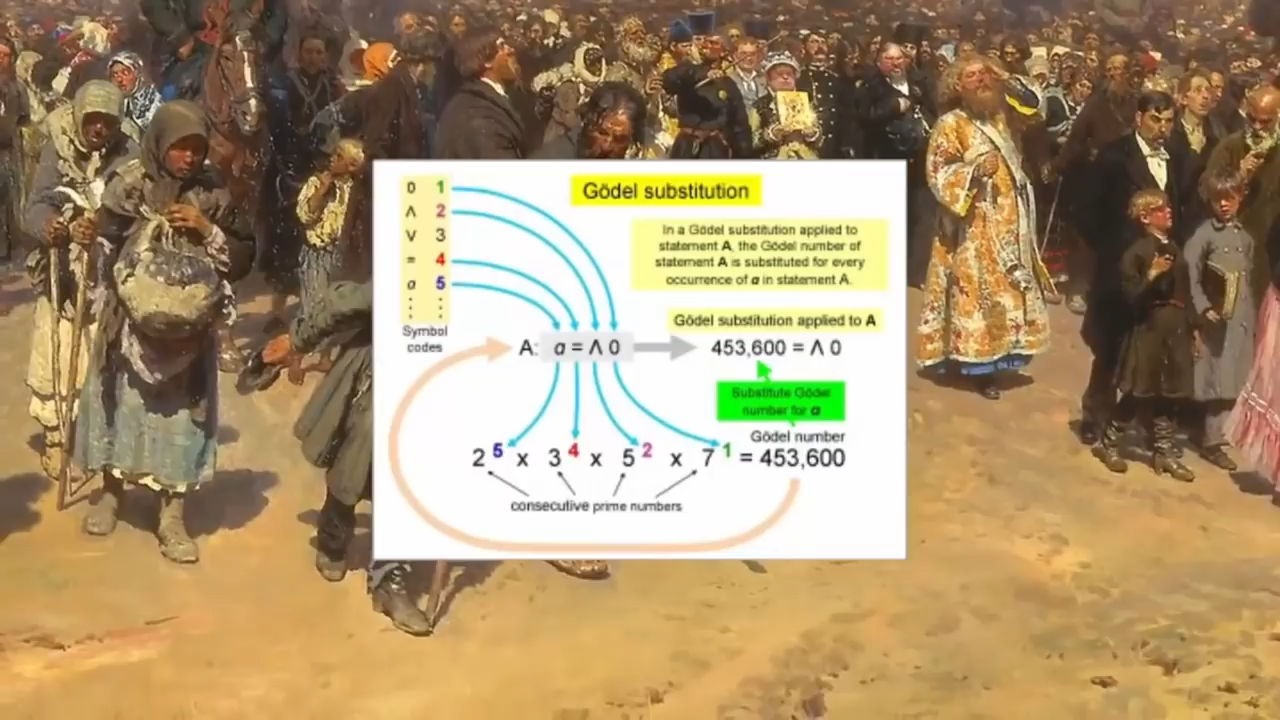 Gödel substitution
0 1
Λ 2
V 3
= 4
a 5
: :
Symbol
codes
In a Gödel substitution applied to
statement A, the Gödel number of
statement A is substituted for every
occurrence of a in statement A.
Gödel substitution applied to A
A: a = Λ 0
453,600 = Λ 0
Substitute Gödel
number for a
Gödel number
2^5 x 3^4 x 5^2 x 7^1 = 453,600
consecutive prime numbers